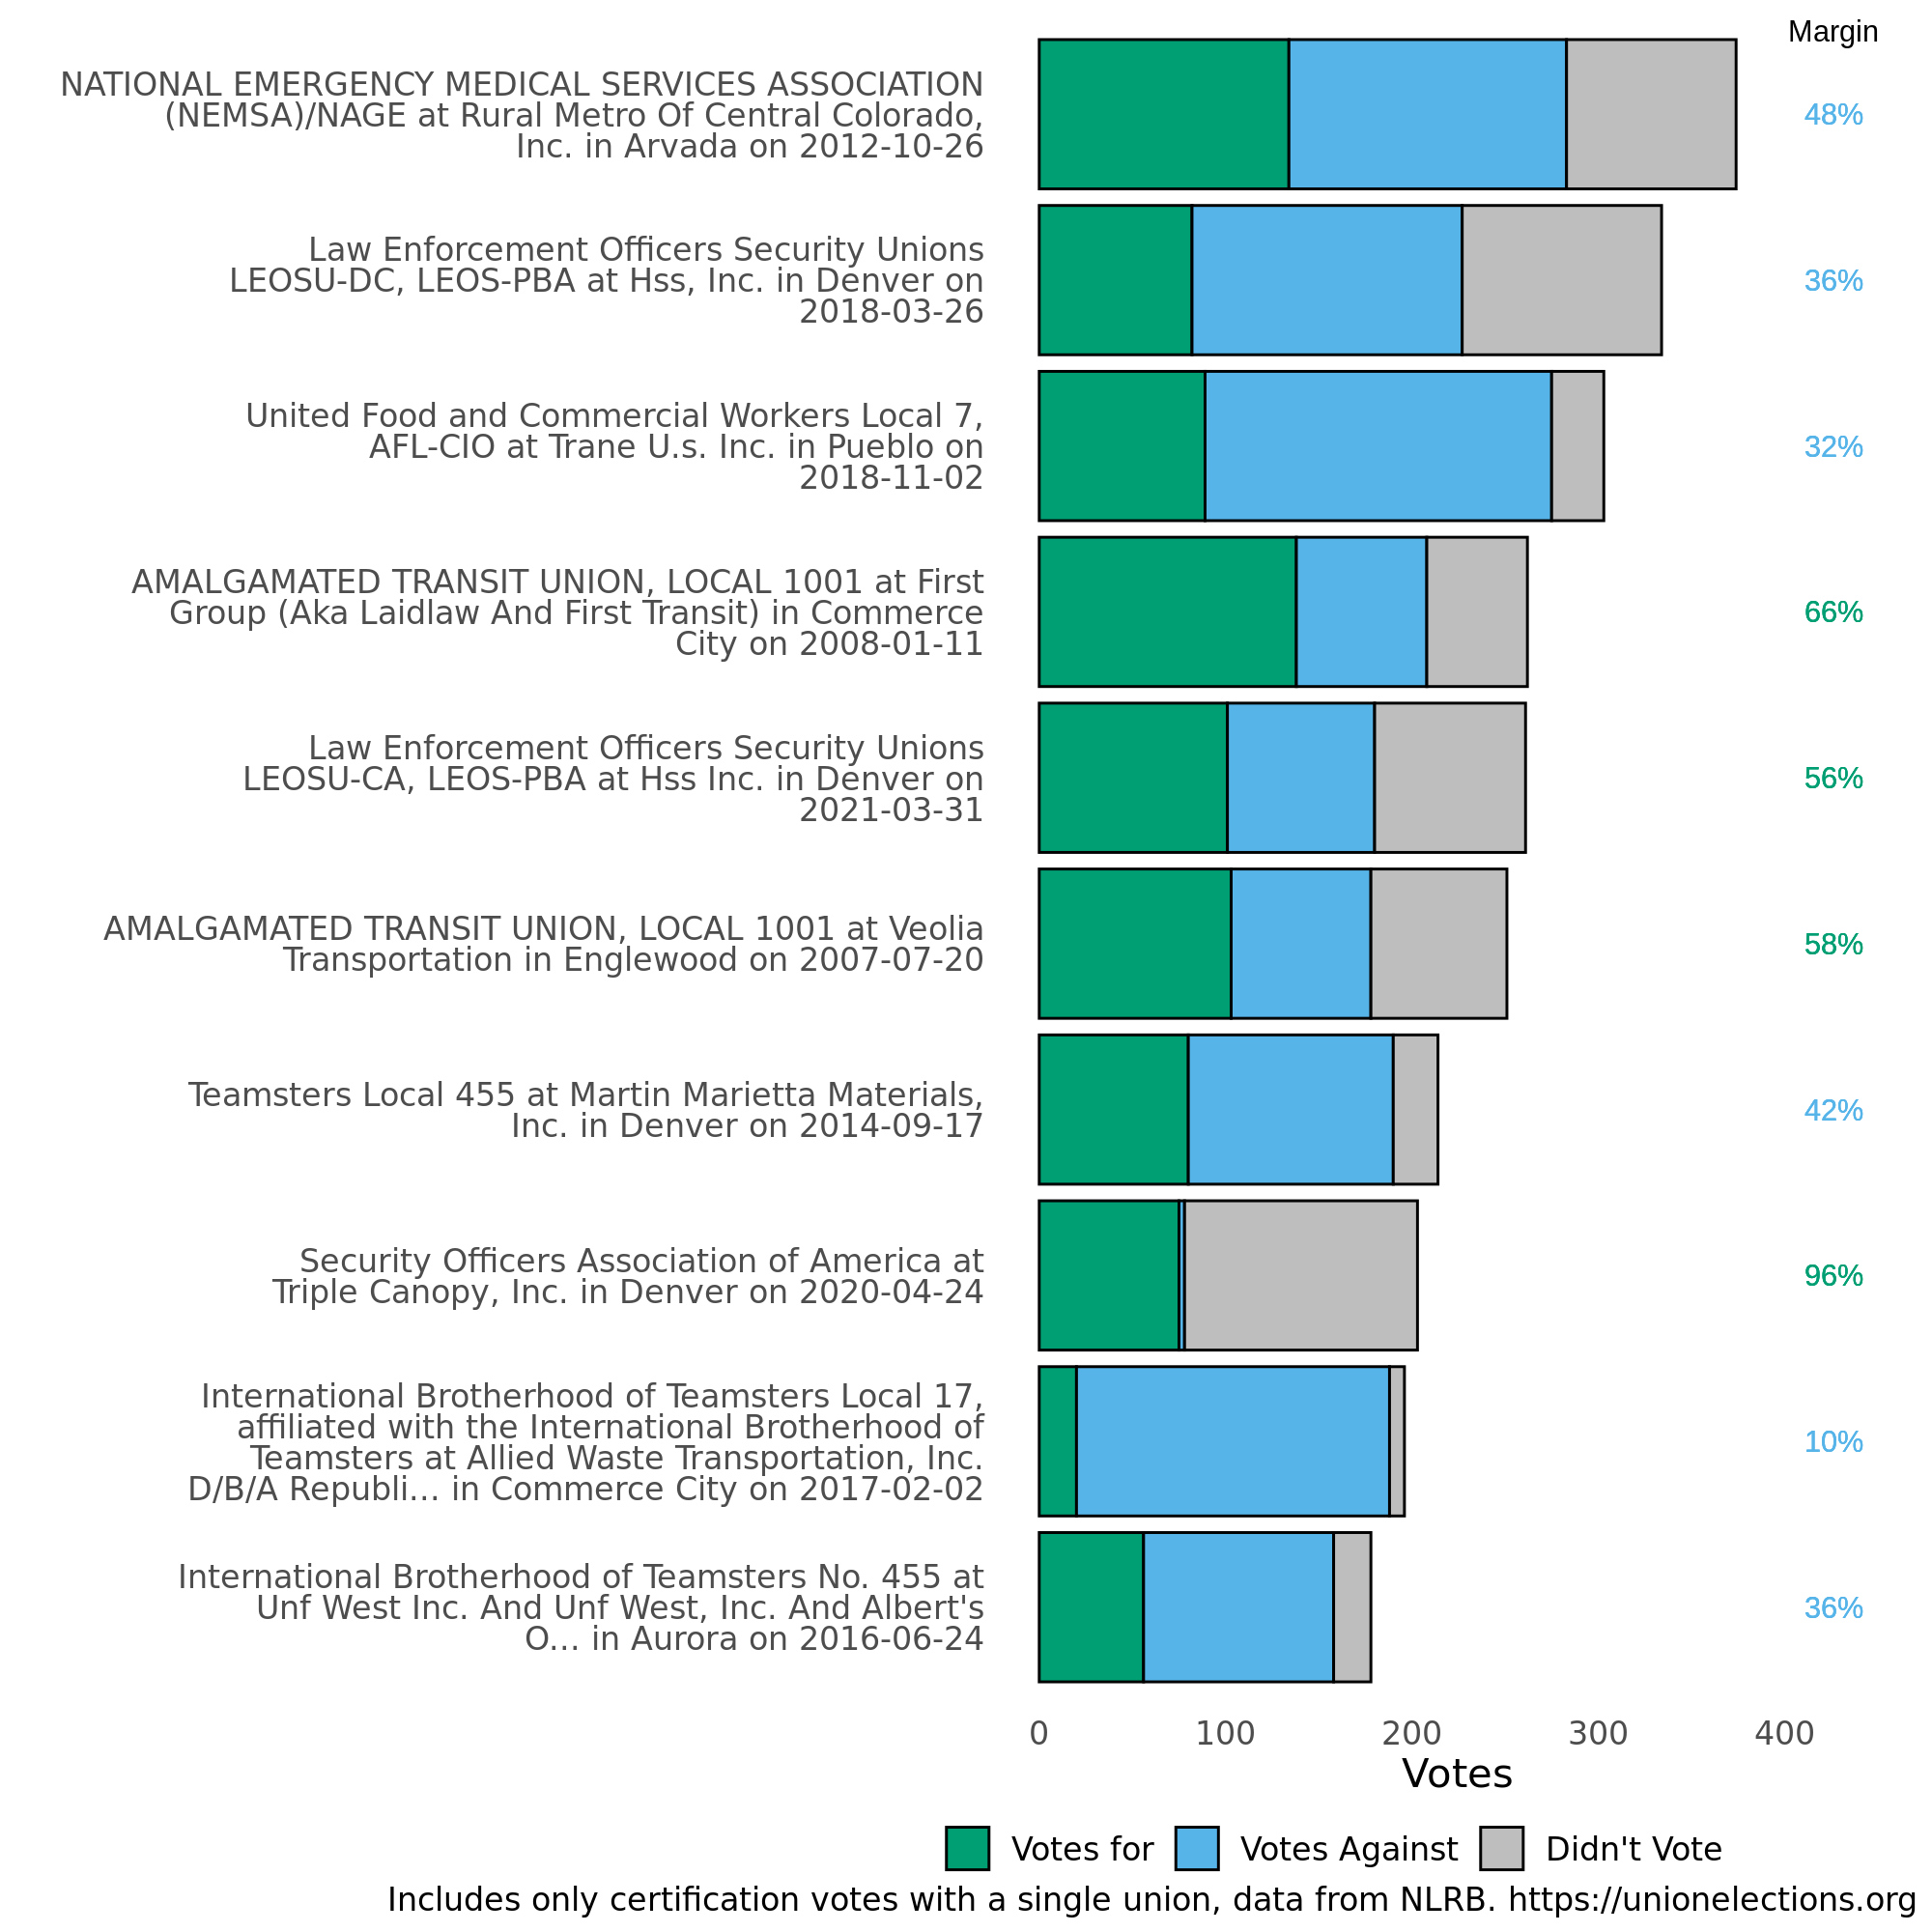 Margin
NATIONAL EMERGENCY MEDICAL SERVICES ASSOCIATION
(NEMSA)/NAGE at Rural Metro Of Central Colorado,
Inc. in Arvada on 2012-10-26
48%
Law Enforcement Officers Security Unions
LEOSU-DC, LEOS-PBA at Hss, Inc. in Denver on
2018-03-26
36%
United Food and Commercial Workers Local 7,
AFL-CIO at Trane U.s. Inc. in Pueblo on
2018-11-02
32%
AMALGAMATED TRANSIT UNION, LOCAL 1001 at First
Group (Aka Laidlaw And First Transit) in Commerce
City on 2008-01-11
66%
Law Enforcement Officers Security Unions
LEOSU-CA, LEOS-PBA at Hss Inc. in Denver on
2021-03-31
56%
AMALGAMATED TRANSIT UNION, LOCAL 1001 at Veolia
Transportation in Englewood on 2007-07-20
58%
Teamsters Local 455 at Martin Marietta Materials,
Inc. in Denver on 2014-09-17
42%
Security Officers Association of America at
Triple Canopy, Inc. in Denver on 2020-04-24
96%
International Brotherhood of Teamsters Local 17,
affiliated with the International Brotherhood of
Teamsters at Allied Waste Transportation, Inc.
D/B/A Republi... in Commerce City on 2017-02-02
10%
International Brotherhood of Teamsters No. 455 at
Unf West Inc. And Unf West, Inc. And Albert's
O... in Aurora on 2016-06-24
36%
0 100 200 300 400
Votes
Votes for Votes Against Didn't Vote
Includes only certification votes with a single union, data from NLRB. https://unionelections.org